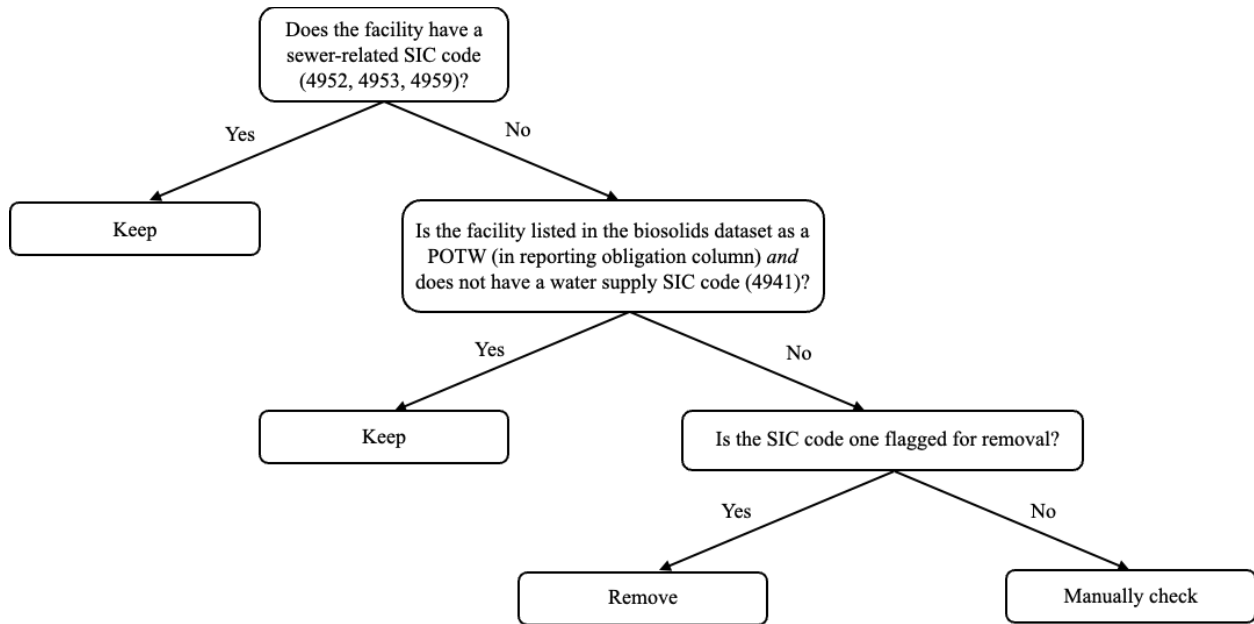 Does the facility have a
sewer-related SIC code
(4952, 4953, 4959)?
Yes
No
Keep
Is the facility listed in the biosolids dataset as a
POTW (in reporting obligation column) and
does not have a water supply SIC code (4941)?
Yes
No
Keep
Is the SIC code one flagged for removal?
Yes
No
Remove
Manually check